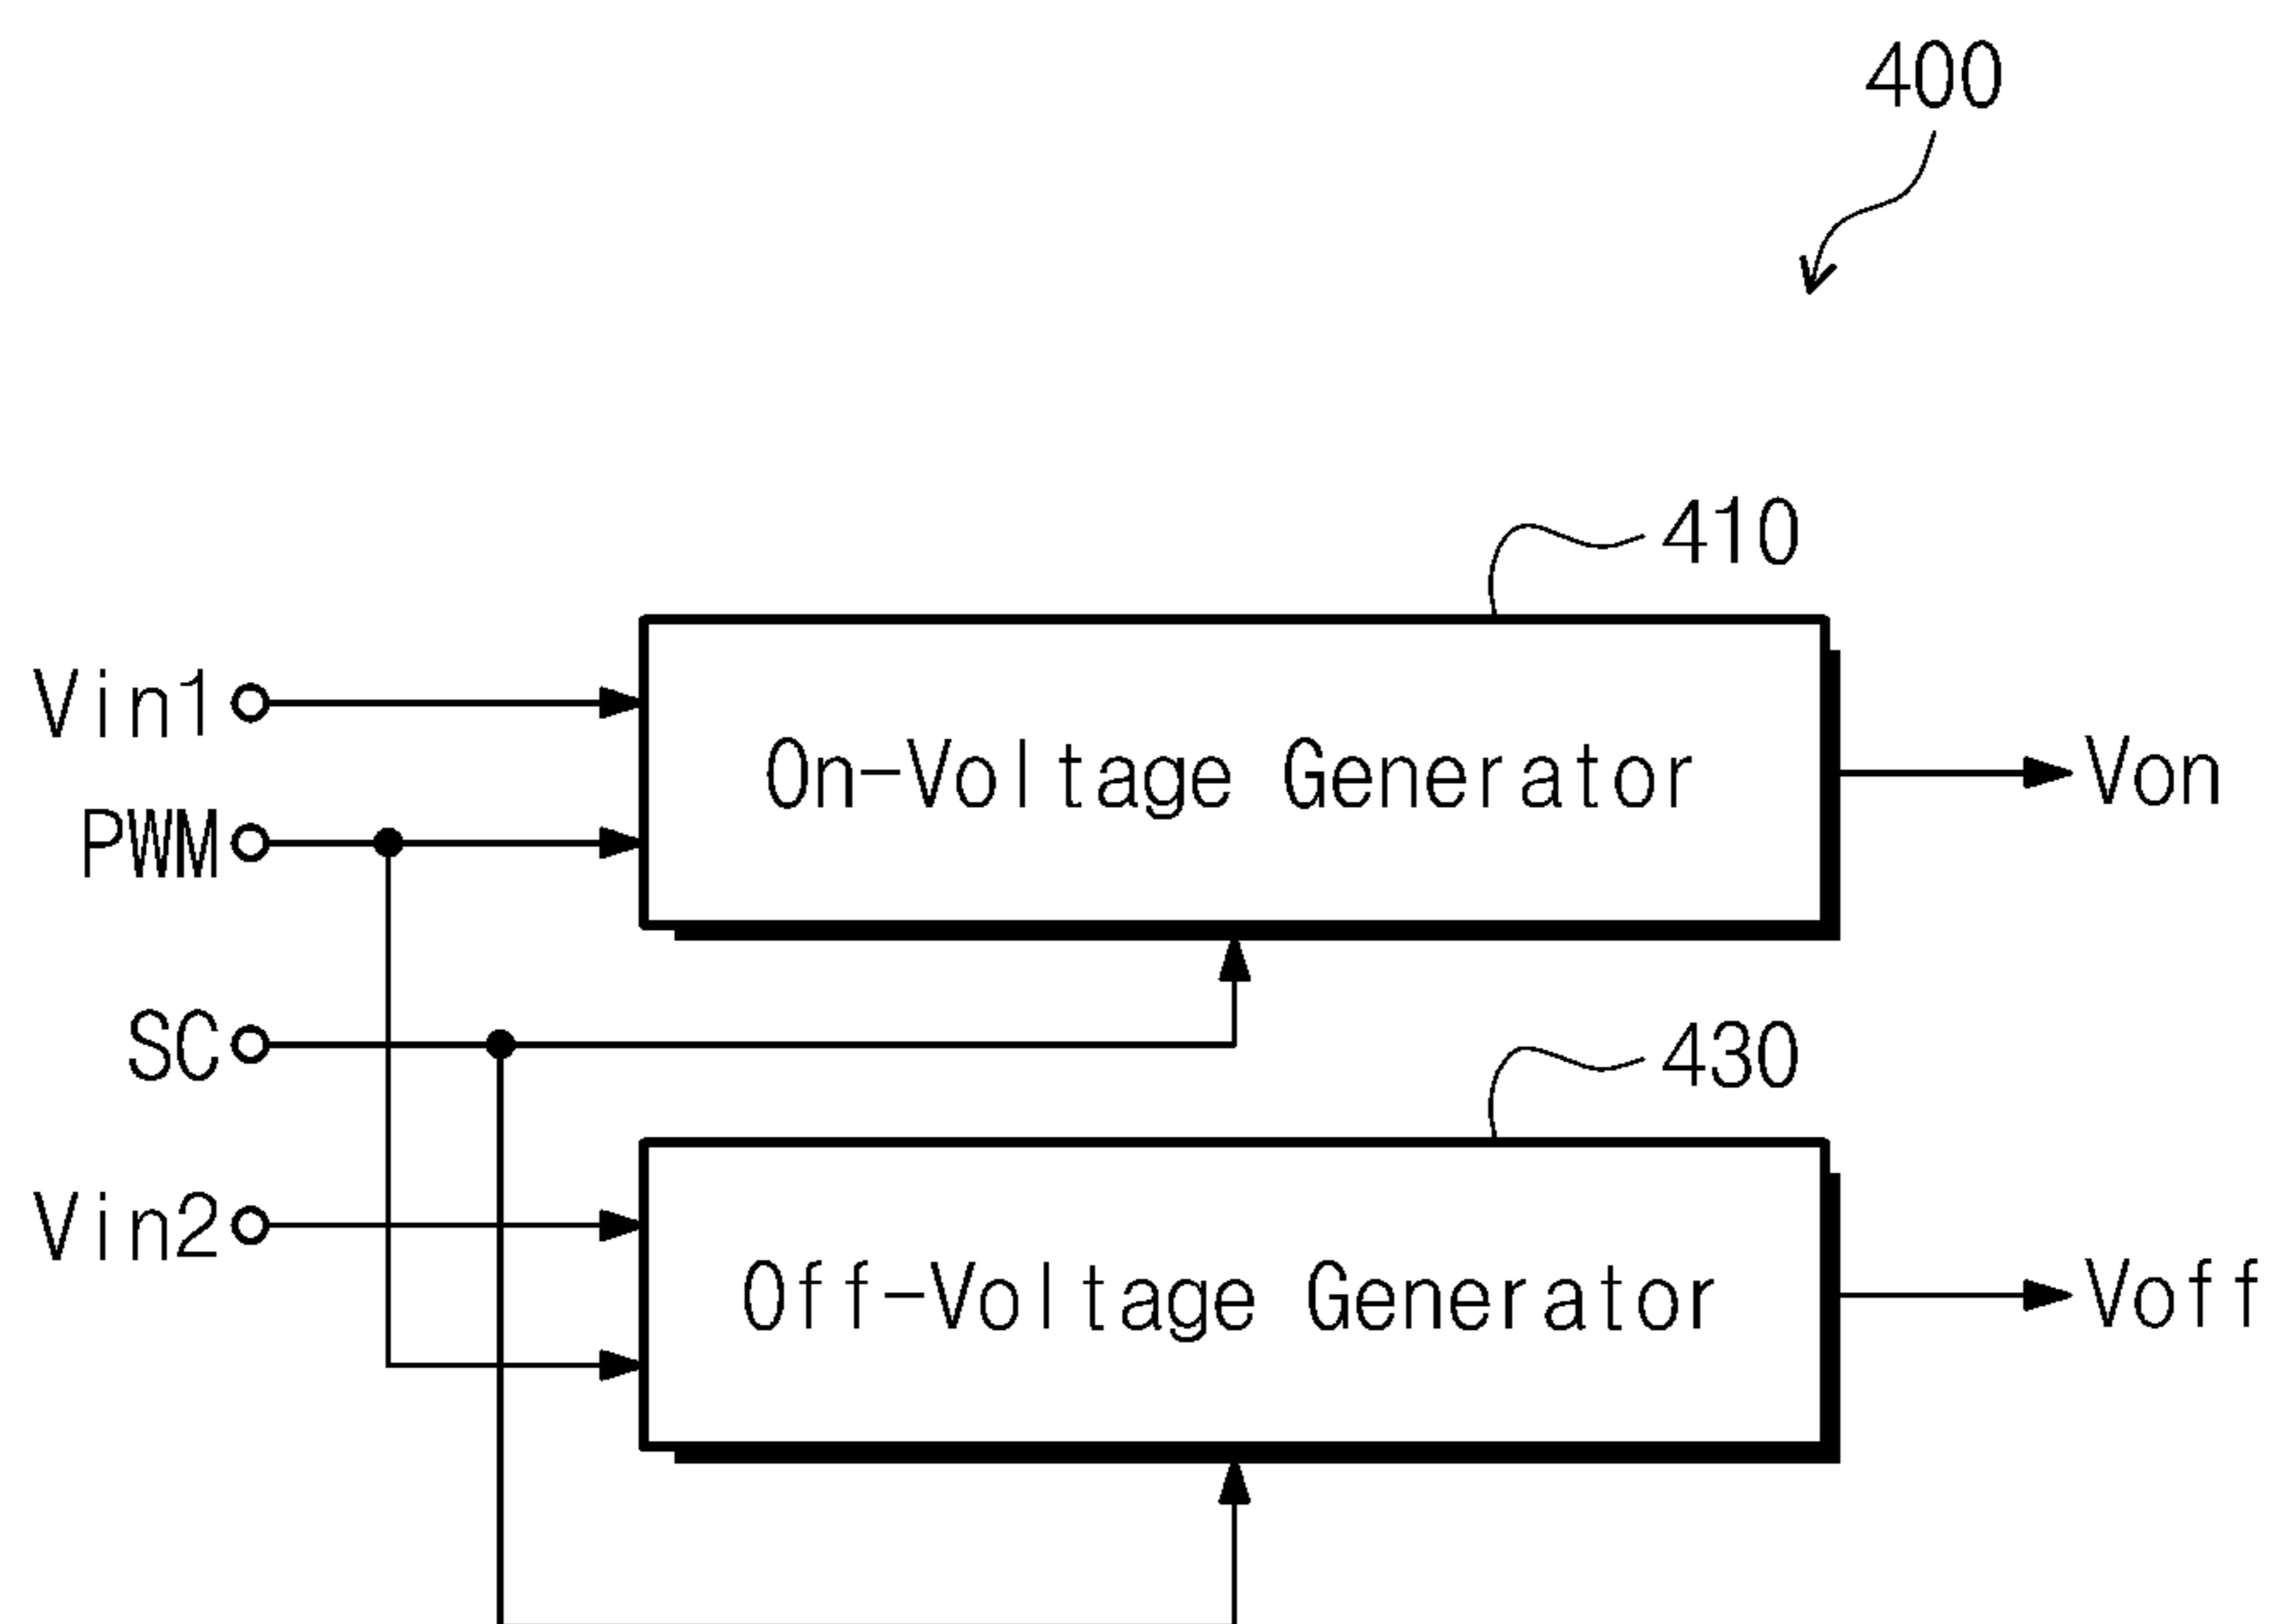 400
410
Vin1
On-Voltage Generator
Von
PWM
SC
430
Vin2
Off-Voltage Generator
Voff